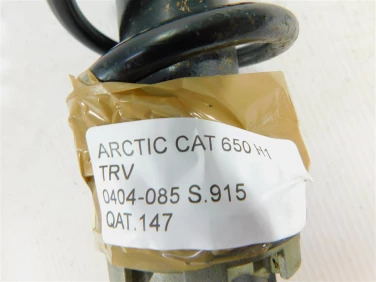 ARCTIC CAT 650 H1
TRV
0404-085 S.915
QAT.147